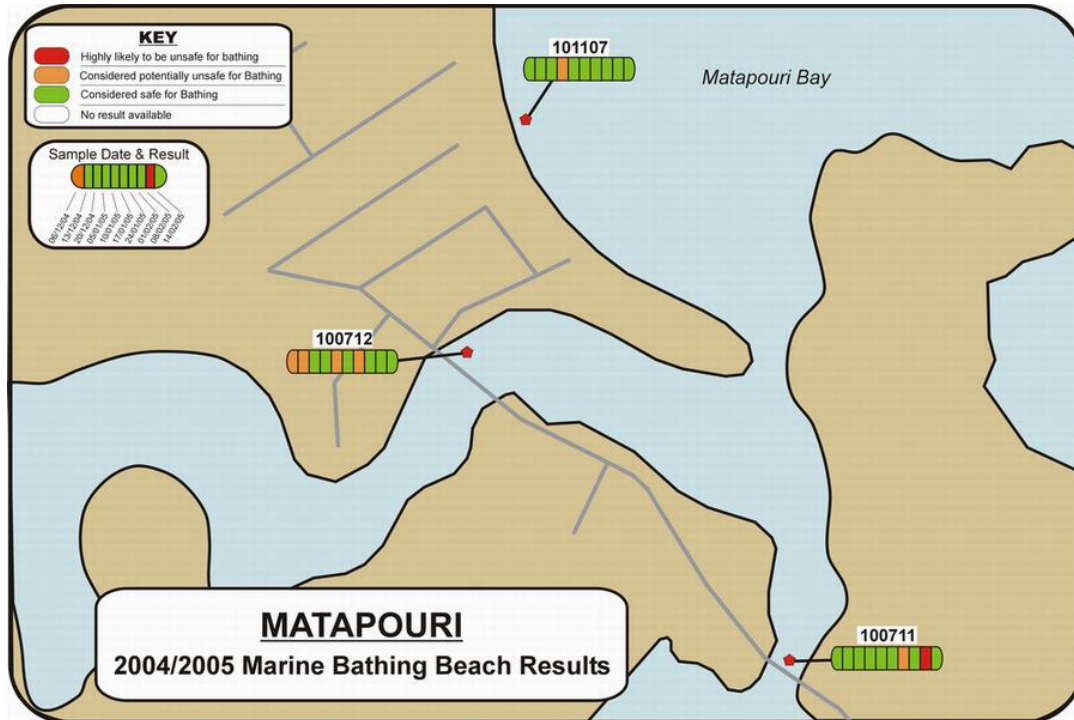 KEY
Highly likely to be unsafe for bathing
Considered potentially unsafe for Bathing
Considered safe for Bathing
No result available
Sample Date & Result
06/12/04
13/12/04
20/12/04
05/01/05
10/01/05
17/01/05
24/01/05
01/02/05
08/02/05
14/02/05
101107
Matapouri Bay
100712
100711
MATAPOURI
2004/2005 Marine Bathing Beach Results